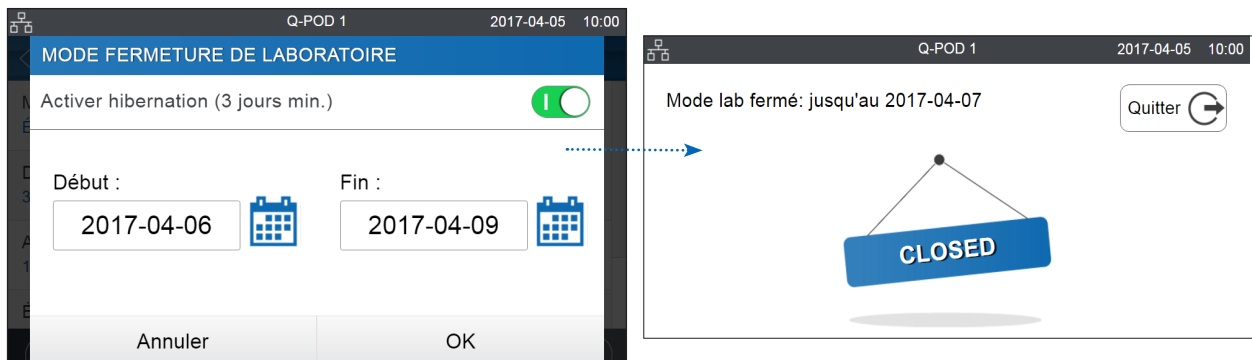 Q-POD 1 2017-04-05 10:00
MODE FERMETURE DE LABORATOIRE
Activer hibernation (3 jours min.)
Début :
Fin :
2017-04-06
2017-04-09
Annuler
OK
Q-POD 1 2017-04-05 10:00
Mode lab fermé: jusqu'au 2017-04-07
Quitter
CLOSED